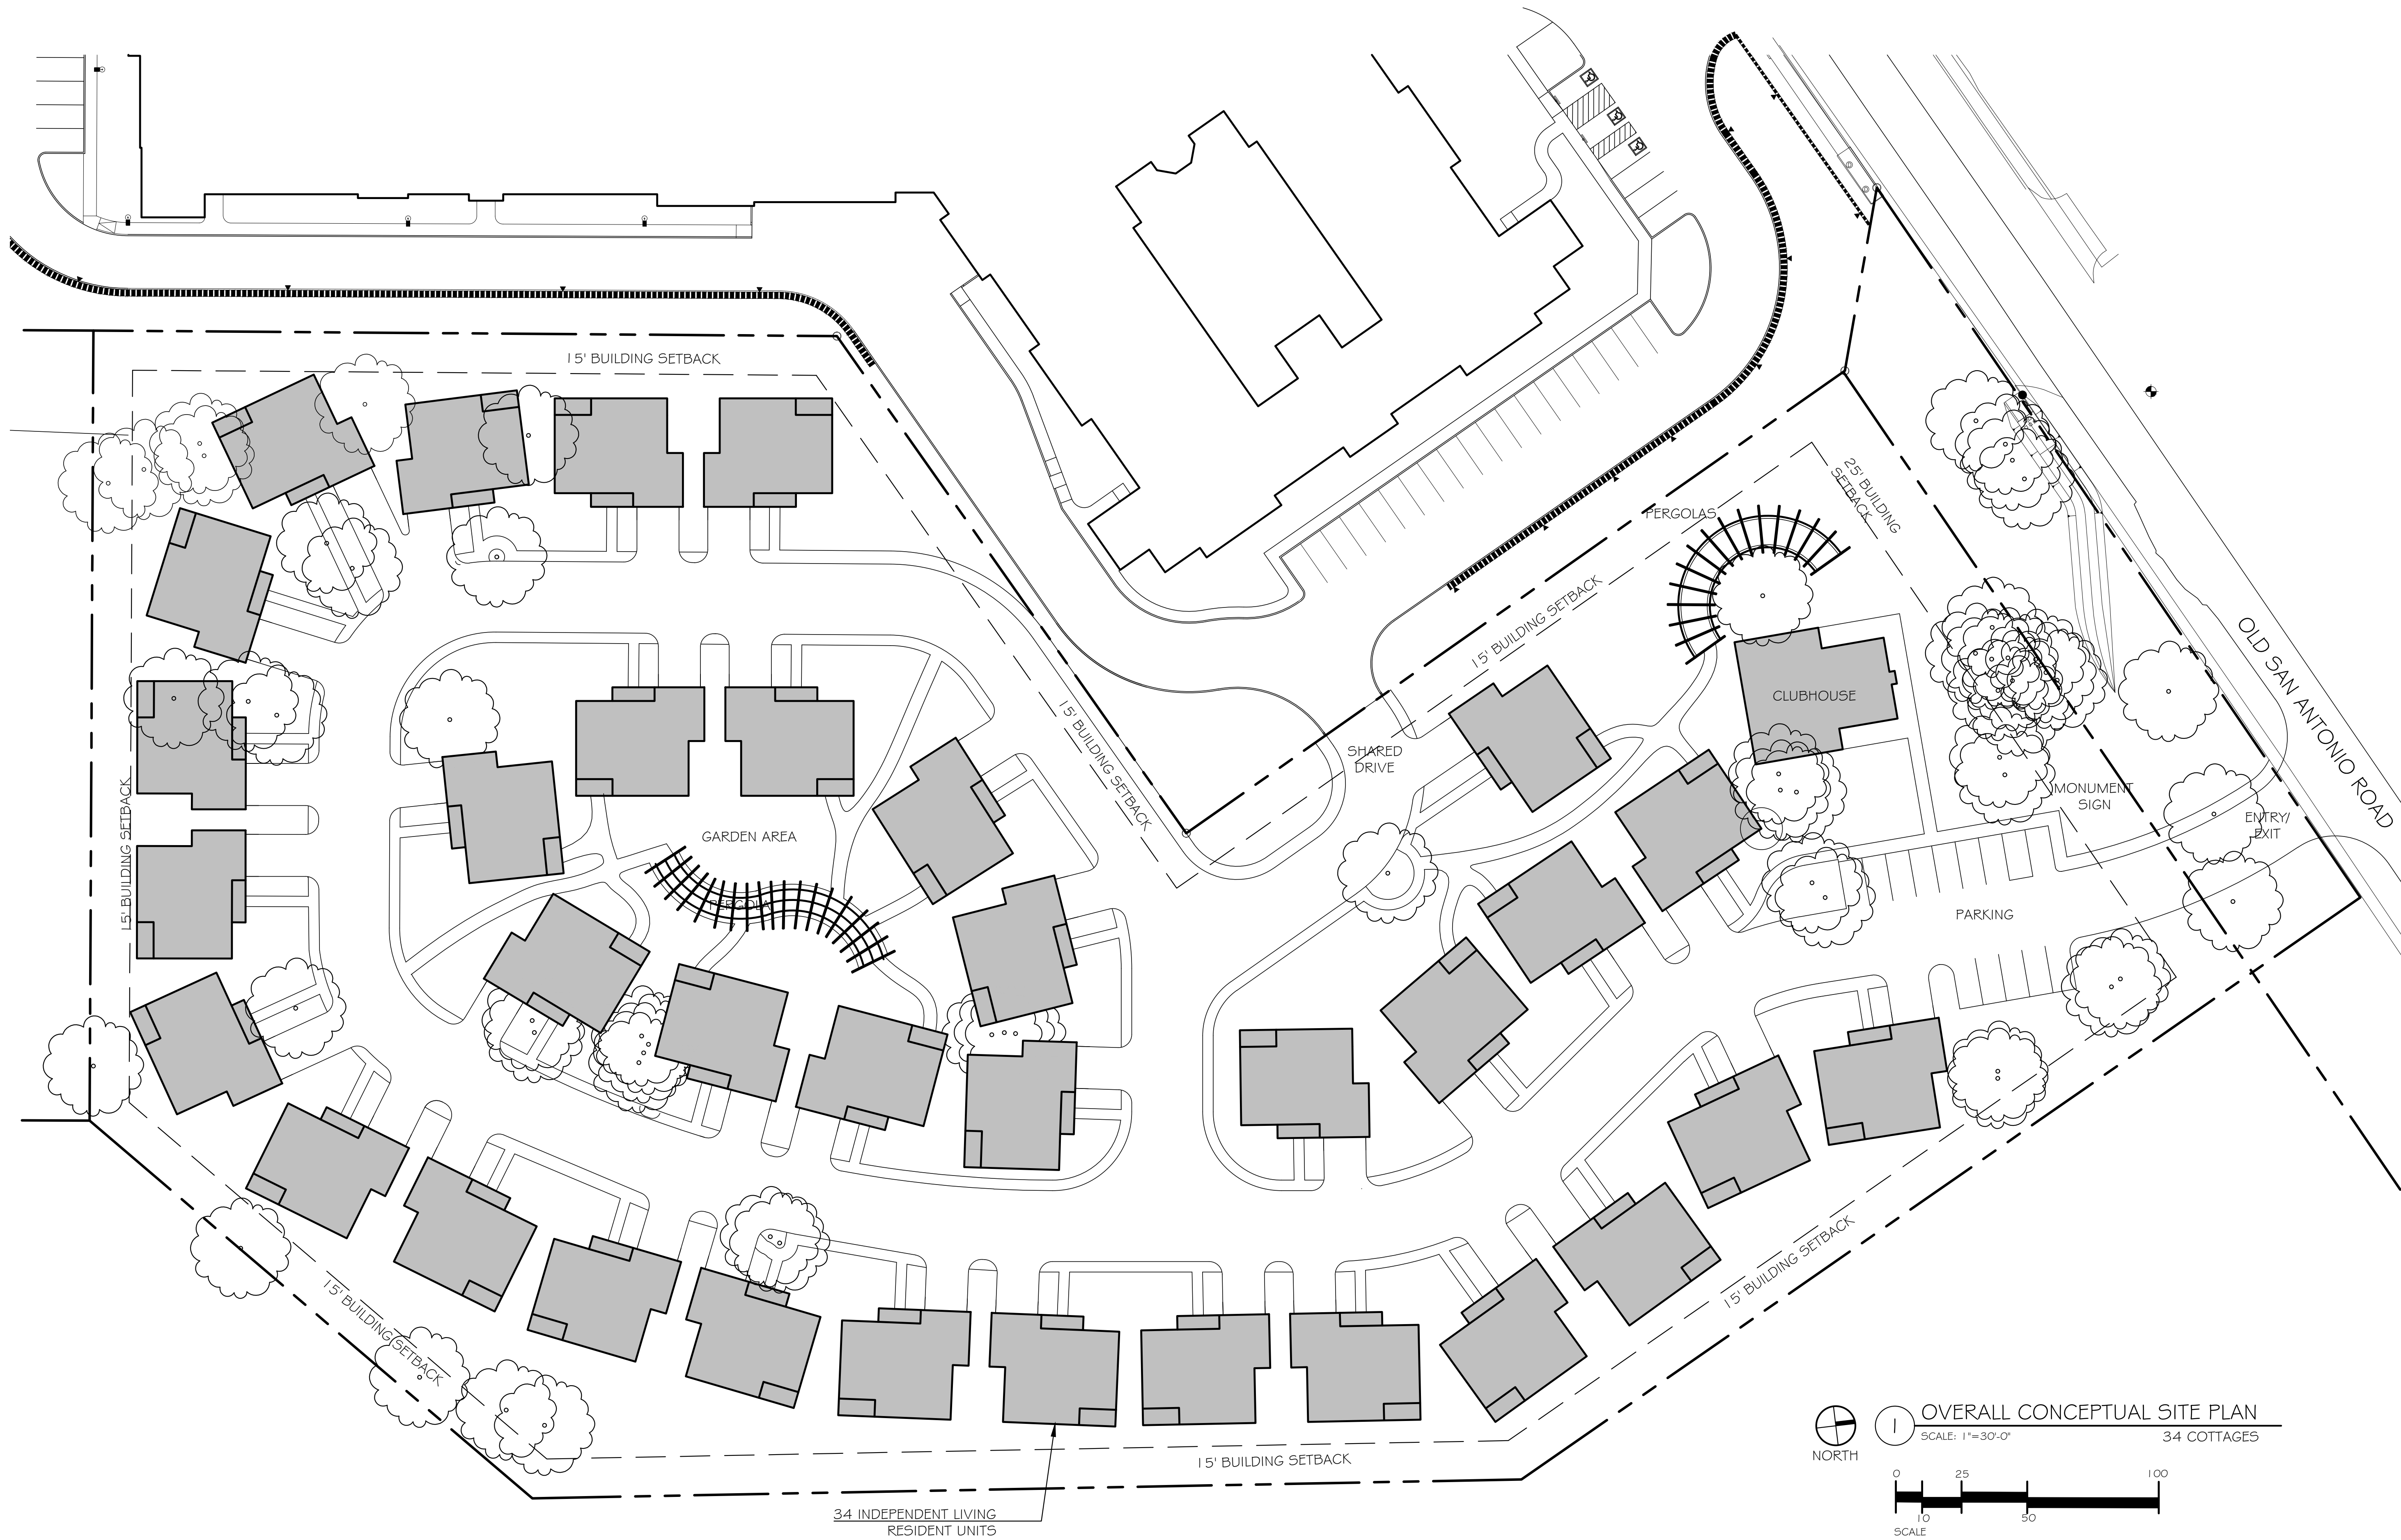 15' BUILDING SETBACK
25' BUILDING
SETBACK
PERGOLAS
15' BUILDING SETBACK
OLD SAN ANTONIO ROAD
CLUBHOUSE
15' BUILDING SETBACK
SHARED
DRIVE
MONUMENT
SIGN
ENTRY/
EXIT
15' BUILDING SETBACK
GARDEN AREA
PERGOLA
PARKING
15' BUILDING SETBACK
15' BUILDING SETBACK
15' BUILDING SETBACK
34 INDEPENDENT LIVING
RESIDENT UNITS
NORTH
1
OVERALL CONCEPTUAL SITE PLAN
SCALE: 1"=30'-0"
34 COTTAGES
0 25 100
10 50
SCALE